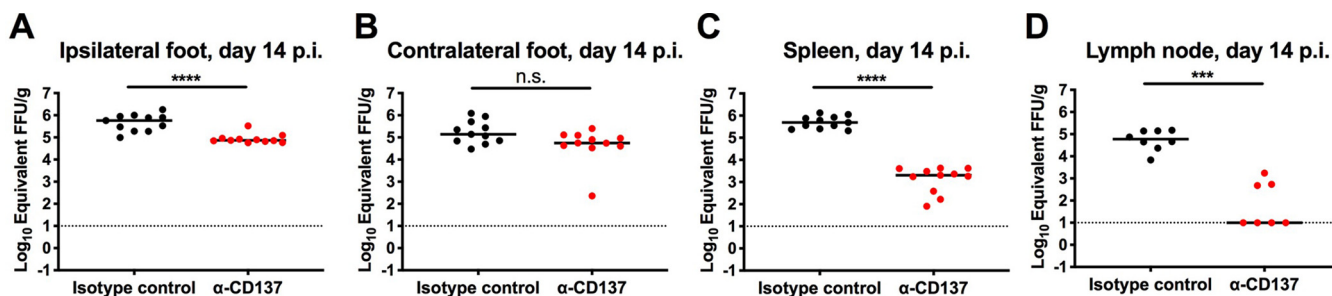 A
Ipsilateral foot, day 14 p.i.
****
Log10 Equivalent FFU/g
7
6
5
4
3
2
1
0
-1
Isotype control
α-CD137
B
Contralateral foot, day 14 p.i.
n.s.
Log10 Equivalent FFU/g
7
6
5
4
3
2
1
0
-1
Isotype control
α-CD137
C
Spleen, day 14 p.i.
****
Log10 Equivalent FFU/g
7
6
5
4
3
2
1
0
-1
Isotype control
α-CD137
D
Lymph node, day 14 p.i.
***
Log10 Equivalent FFU/g
7
6
5
4
3
2
1
0
-1
Isotype control
α-CD137